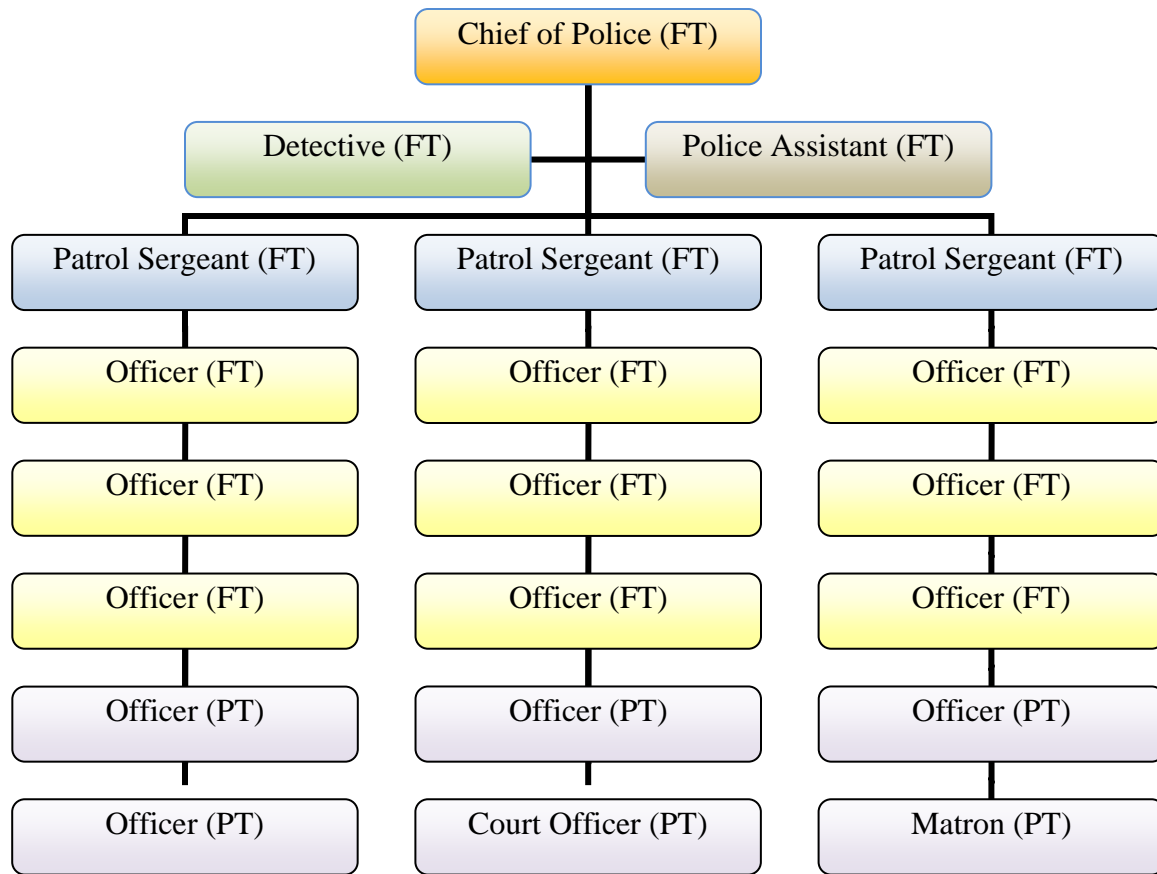 Chief of Police (FT)
Detective (FT)
Police Assistant (FT)
Patrol Sergeant (FT)
Patrol Sergeant (FT)
Patrol Sergeant (FT)
Officer (FT)
Officer (FT)
Officer (FT)
Officer (FT)
Officer (FT)
Officer (FT)
Officer (FT)
Officer (FT)
Officer (FT)
Officer (PT)
Officer (PT)
Officer (PT)
Officer (PT)
Court Officer (PT)
Matron (PT)